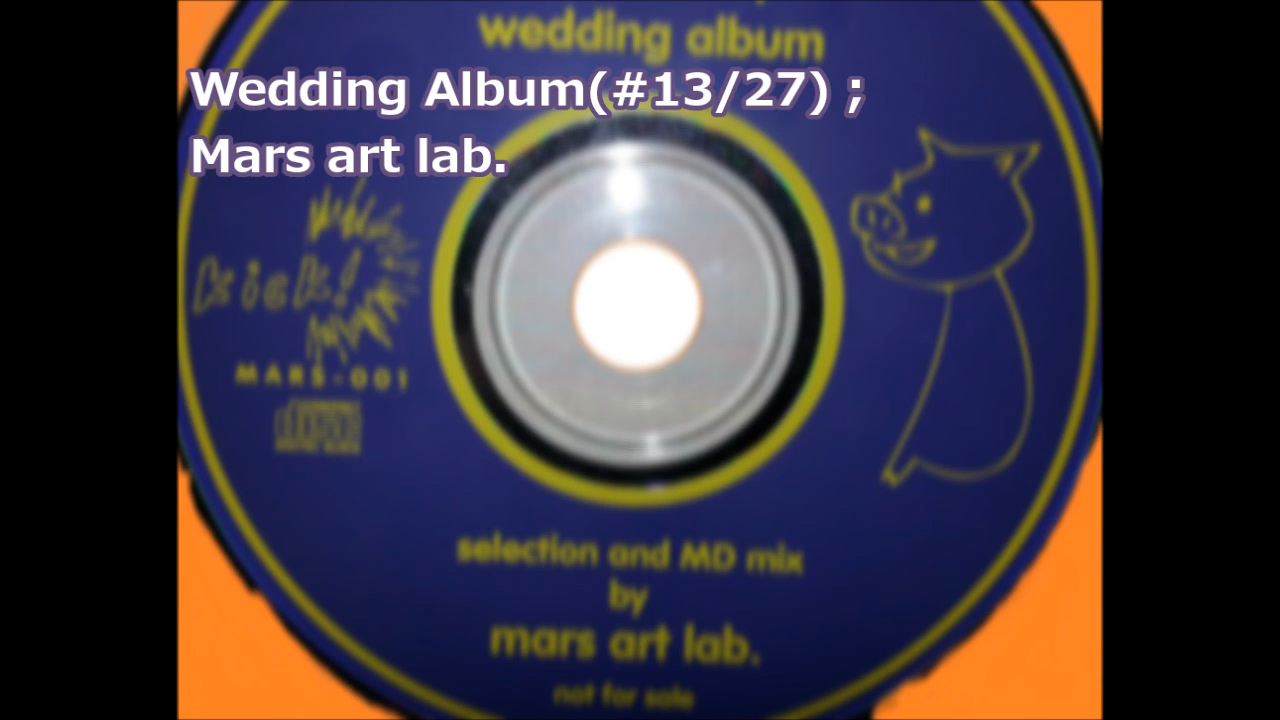 wedding album
Wedding Album(#13/27) ;
Mars art lab.
KicK!
MARS-001
selection and MD mix
by
mars art lab.
not for sale